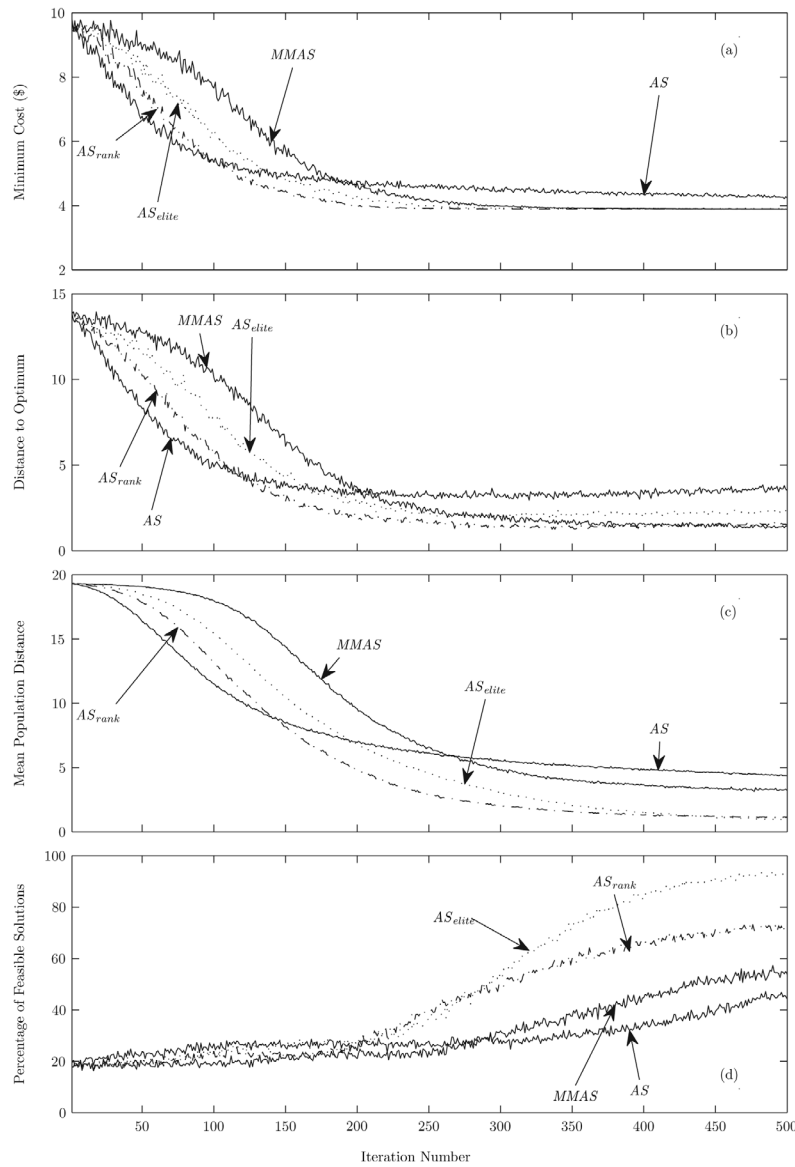 10
8
6
4
2
Minimum Cost ($)
(a)
MMAS
AS
AS_rank
AS_elite
15
10
5
0
Distance to Optimum
(b)
MMAS
AS_elite
AS_rank
AS
20
15
10
5
0
Mean Population Distance
(c)
MMAS
AS_elite
AS_rank
AS
100
80
60
40
20
0
Percentage of Feasible Solutions
AS_rank
AS_elite
(d)
MMAS
AS
50 100 150 200 250 300 350 400 450 500
Iteration Number